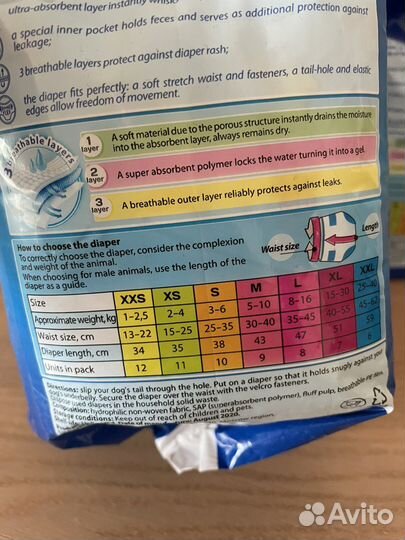 ultra-absorbent layer instantly
a special inner pocket holds feces and serves as additional protection against
leakage;
3 breathable layers protect against diaper rash;
the diaper fits perfectly: a soft stretch waist and fasteners, a tail-hole and elastic
edges allow freedom of movement.
3 breathable layers
1 layer
A soft material due to the porous structure instantly drains the moisture
into the absorbent layer, always remains dry.
2 layer
A super absorbent polymer locks the water turning it into a gel.
3 layer
A breathable outer layer reliably protects against leaks.
How to choose the diaper
To correctly choose the diaper, consider the complexion
and weight of the animal.
When choosing for male animals, use the length of the
diaper as a guide.
Waist size
Length
Size XXS XS S M L XL XXL
Approximate weight, kg 1-2,5 2-4 3-6 5-10 8-16 15-30 25-40
Waist size, cm 13-22 15-25 25-35 30-40 35-45 40-55 45-62
Diaper length, cm 34 35 38 43 47 51 59
Units in pack 12 11 10 9 8 7 6
Directions: slip your dog's tail through the hole. Put on a diaper so that it holds snugly against your
dog's underbelly. Secure the diaper over the waist with the velcro fasteners.
used diapers in the household solid waste.
hydrophilic non-woven fabric, SAP (superabsorbent polymer), fluff pulp, breathable PE film.
conditions: Keep out of reach of children and pets.
August 2020.
region.
Avito